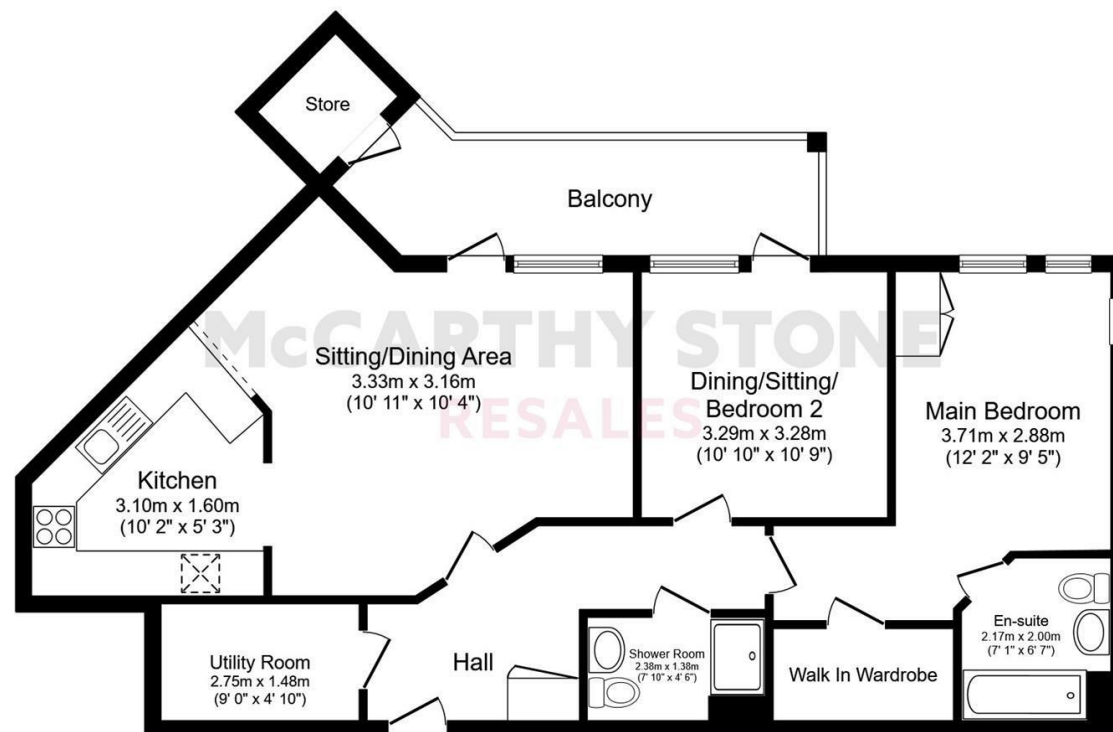 Store
Balcony
McCARTHY STONE
RESALES
Sitting/Dining Area
3.33m x 3.16m
(10' 11" x 10' 4")
Dining/Sitting/
Bedroom 2
3.29m x 3.28m
(10' 10" x 10' 9")
Main Bedroom
3.71m x 2.88m
(12' 2" x 9' 5")
Kitchen
3.10m x 1.60m
(10' 2" x 5' 3")
Utility Room
2.75m x 1.48m
(9' 0" x 4' 10")
Hall
Shower Room
2.38m x 1.38m
(7' 10" x 4' 6")
Walk In Wardrobe
En-suite
2.17m x 2.00m
(7' 1" x 6' 7")